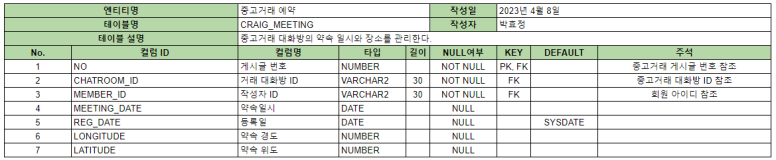 엔티티명 중고거래 예약 작성일 2023년 4월 8일
테이블명 CRAIG_MEETING 작성자 박효정
테이블 설명 중고거래 대화방의 약속 일시와 장소를 관리한다.
No. 컬럼 ID 컬럼명 타입 길이 NULL여부 KEY DEFAULT 주석
1 NO 게시글 번호 NUMBER NOT NULL PK, FK 중고거래 게시글 번호 참조
2 CHATROOM_ID 거래 대화방 ID VARCHAR2 30 NOT NULL FK 중고거래 대화방 ID 참조
3 MEMBER_ID 작성자 ID VARCHAR2 30 NOT NULL FK 회원 아이디 참조
4 MEETING_DATE 약속일시 DATE NULL
5 REG_DATE 등록일 DATE NULL SYSDATE
6 LONGITUDE 약속 경도 NUMBER NULL
7 LATITUDE 약속 위도 NUMBER NULL